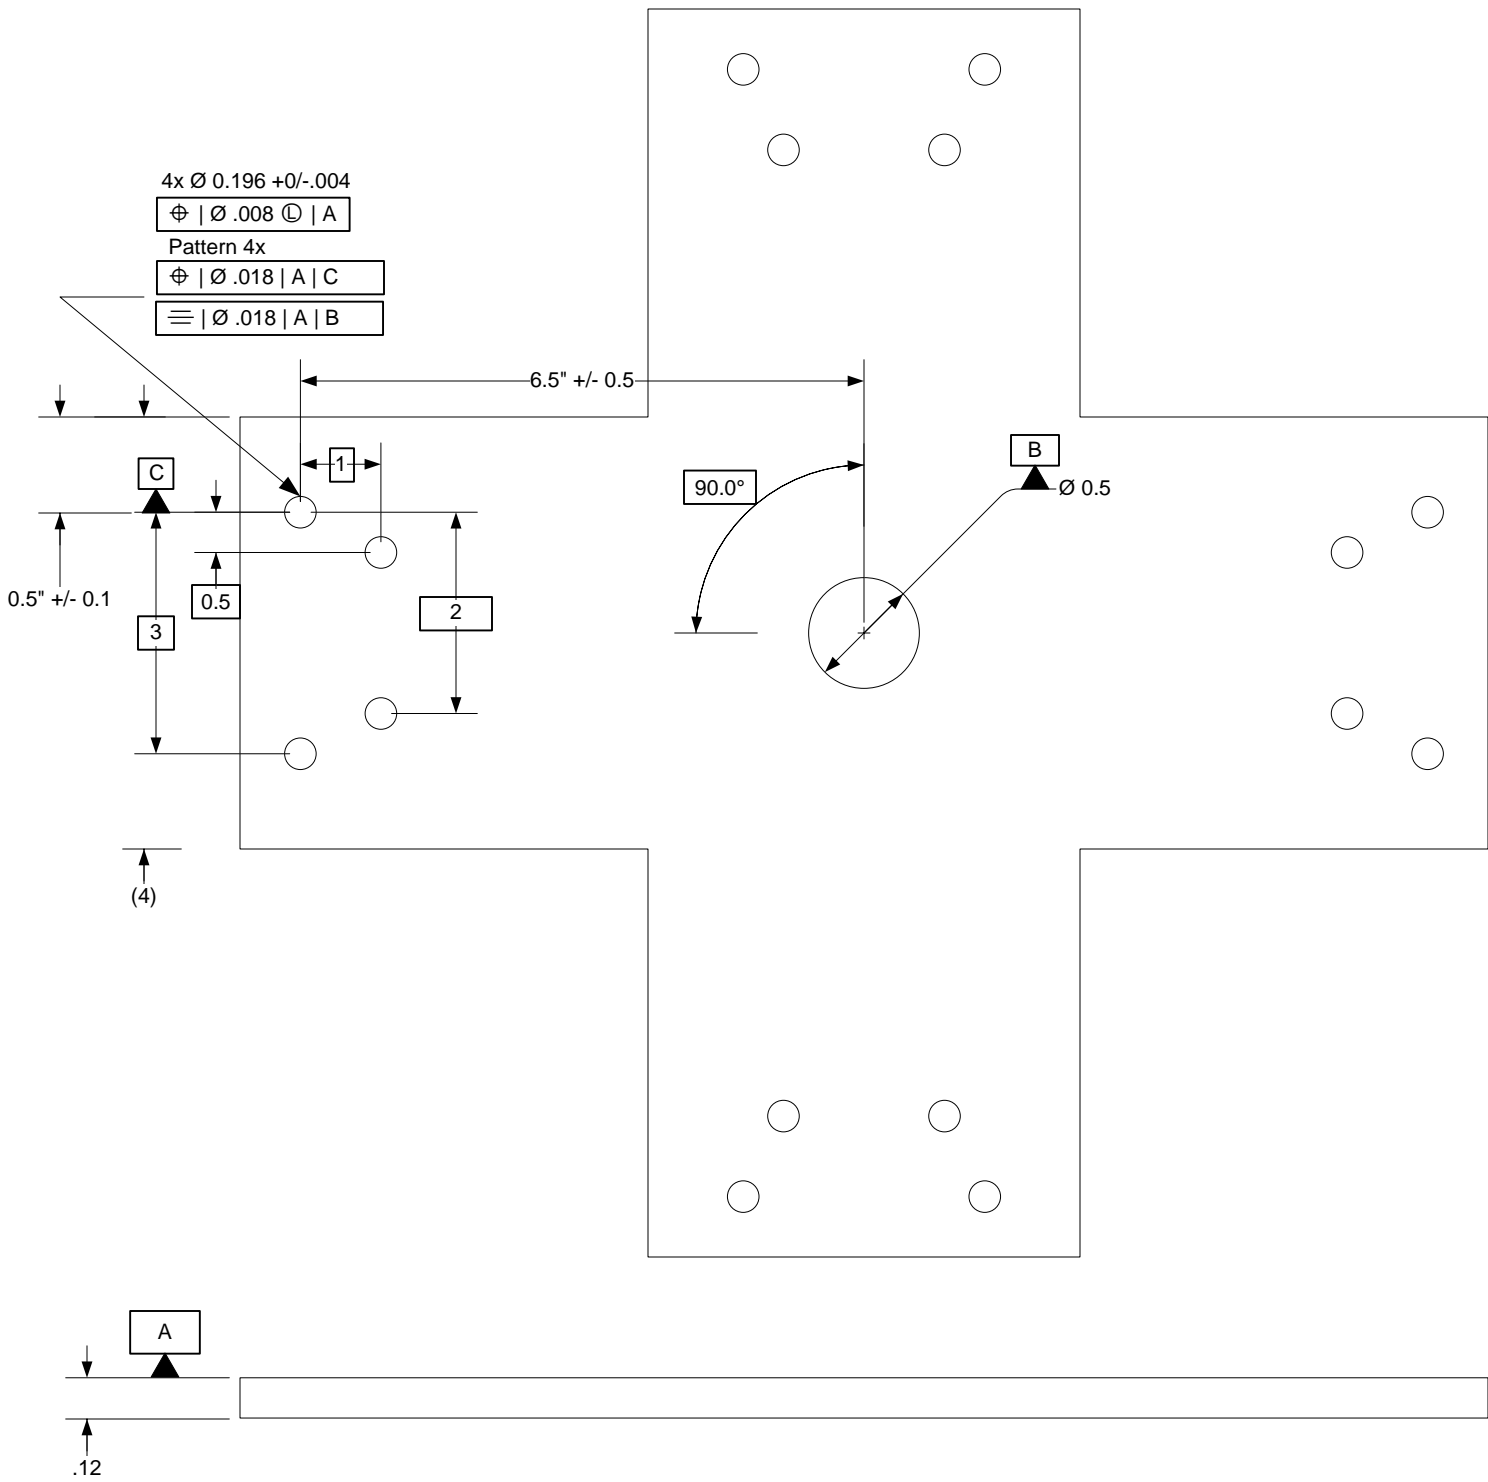 4x Ø 0.196 +0/-.004
⌖ | Ø .008 Ⓛ | A
Pattern 4x
⌖ | Ø .018 | A | C
⌯ | Ø .018 | A | B
6.5" +/- 0.5
1
C
B
90.0°
Ø 0.5
0.5" +/- 0.1
0.5
2
3
(4)
A
.12